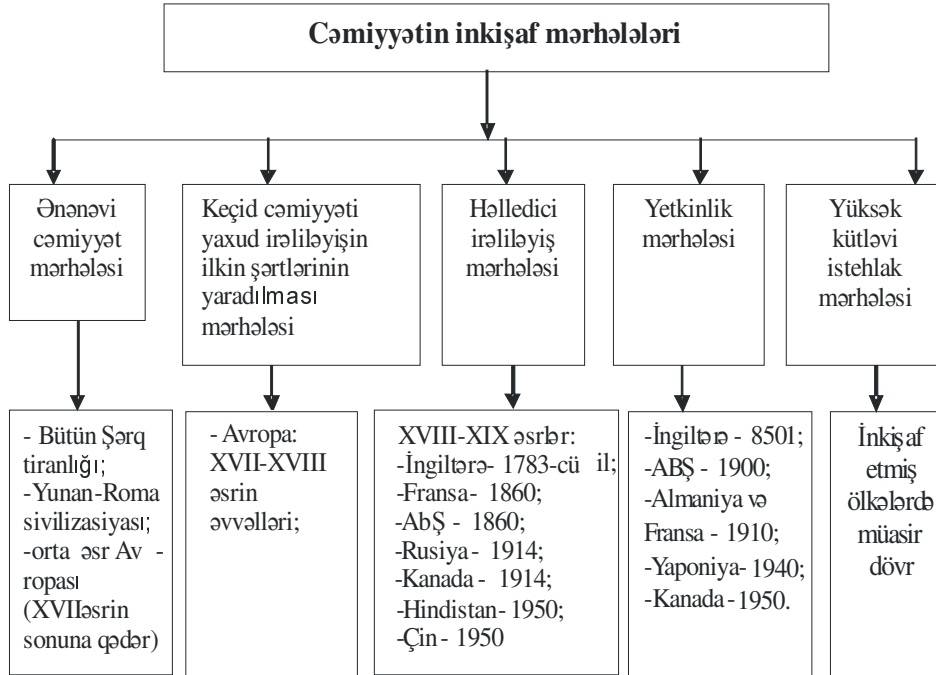 Cəmiyyətin inkişaf mərhələləri
Ənənəvi
cəmiyyət
mərhələsi
Keçid cəmiyyəti
yaxud irəliləyişin
ilkin şərtlərinin
yaradılması
mərhələsi
Həlledici
irəliləyiş
mərhələsi
Yetkinlik
mərhələsi
Yüksək
kütləvi
istehlak
mərhələsi
- Bütün Şərq
tiranlığı;
-Yunan-Roma
sivilizasiyası;
-orta əsr Av -
ropası
(XVIIəsrin
sonuna qədər)
- Avropa:
XVII-XVIII
əsrin
əvvəlləri;
XVIII-XIX əsrlər:
-İngiltərə- 1783-cü il;
-Fransa- 1860;
-AbŞ - 1860;
-Rusiya - 1914;
-Kanada - 1914;
-Hindistan- 1950;
-Çin - 1950
-İngiltərə - 8501;
-ABŞ - 1900;
-Almaniya və
Fransa - 1910;
-Yaponiya- 1940;
-Kanada- 1950.
İnkişaf
etmiş
ölkələrdə
müasir
dövr